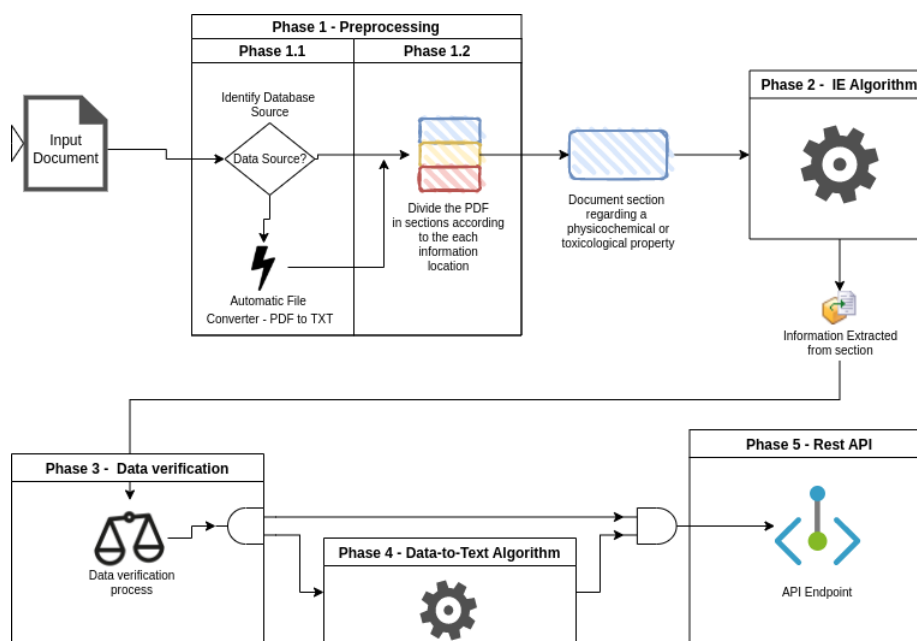 Phase 1 - Preprocessing
Phase 1.1
Phase 1.2
Phase 2 -  IE Algorithm
Input
Document
Identify Database
Source
Data Source?
Automatic File
Converter - PDF to TXT
Divide the PDF
in sections according
to the each
information
location
Document section
regarding a
physicochemical or
toxicological property
Information Extracted
from section
Phase 3 -  Data verification
Data verification
process
Phase 4 - Data-to-Text Algorithm
Phase 5 - Rest API
API Endpoint